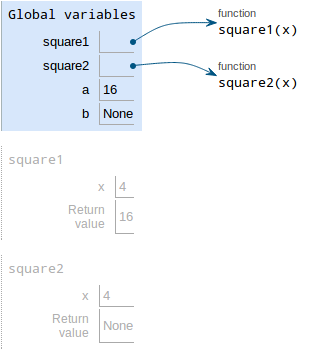 Global variables
function
square1
square1(x)
square2
function
square2(x)
a 16
b None
square1
x 4
Return
value 16
square2
x 4
Return
value None